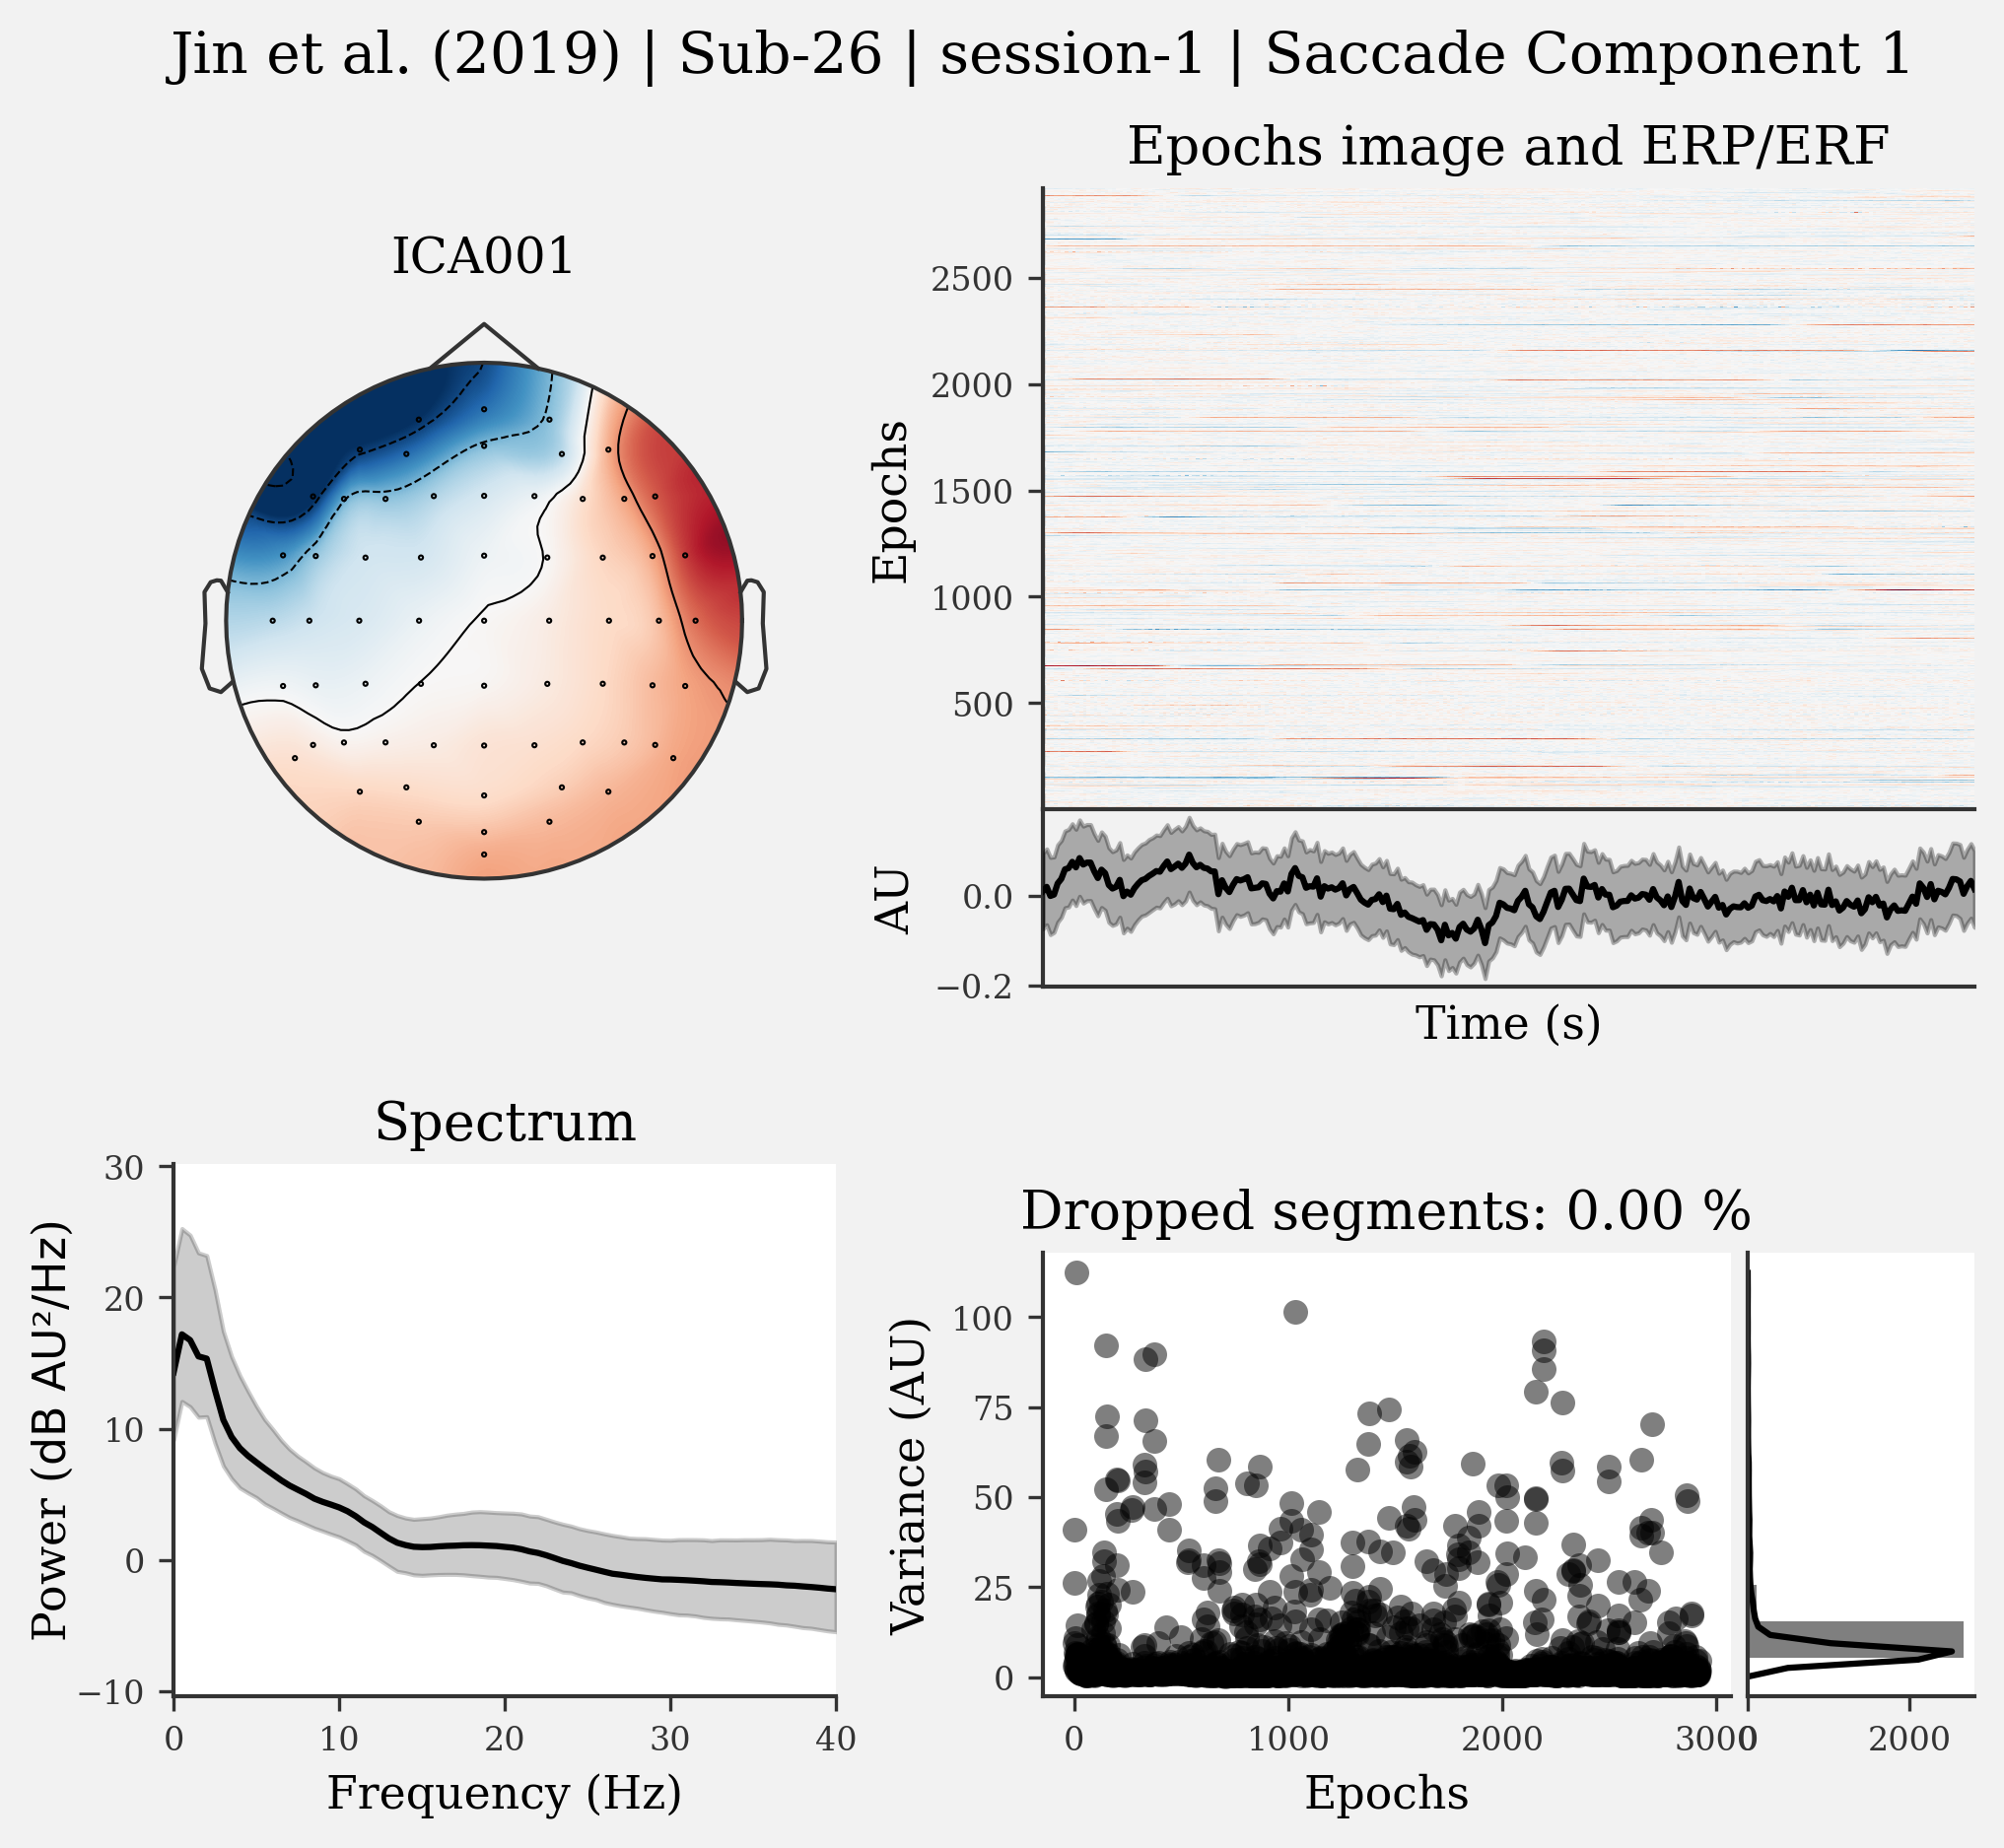 Jin et al. (2019) | Sub-26 | session-1 | Saccade Component 1
ICA001
Epochs image and ERP/ERF
2500
2000
1500
1000
500
Epochs
0.0
−0.2
AU
Time (s)
Spectrum
30
20
10
0
−10
Power (dB AU²/Hz)
0 10 20 30 40
Frequency (Hz)
Dropped segments: 0.00 %
100
75
50
25
0
Variance (AU)
0 1000 2000 3000
Epochs
0 2000